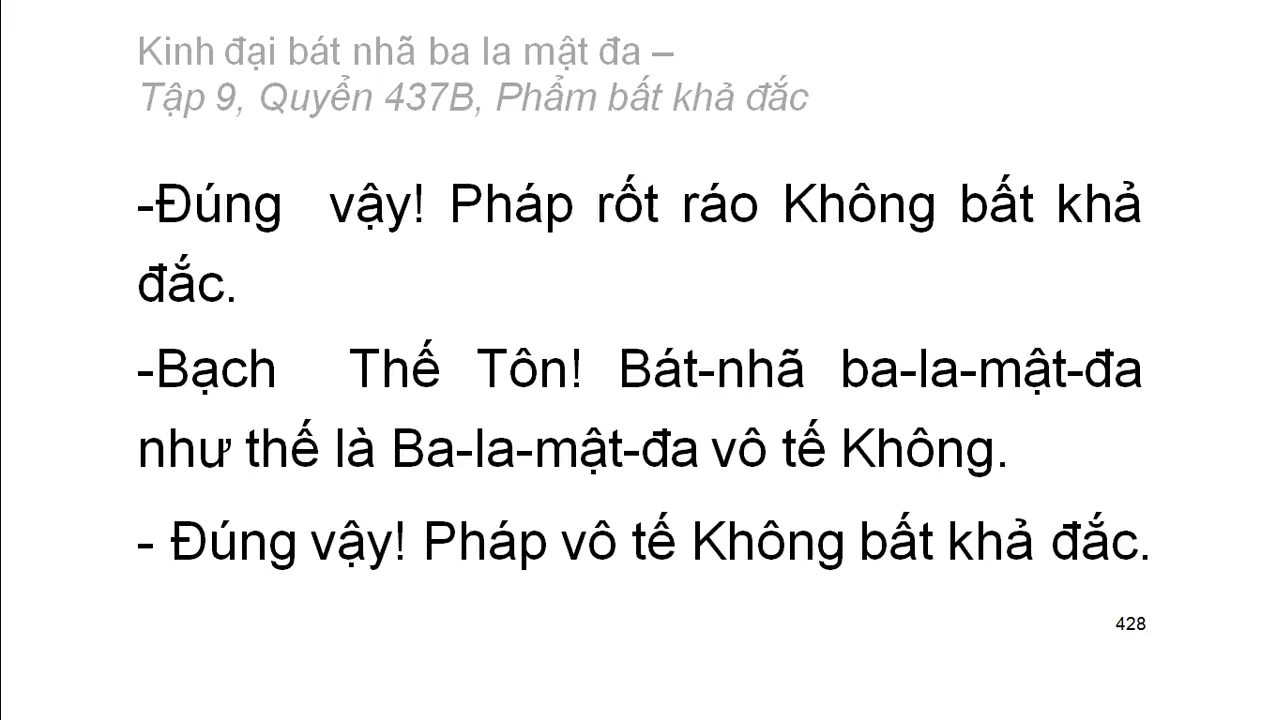 Kinh đại bát nhã ba la mật đa –
Tập 9, Quyển 437B, Phẩm bất khả đắc
-Đúng vậy! Pháp rốt ráo Không bất khả
đắc.
-Bạch Thế Tôn! Bát-nhã ba-la-mật-đa
như thế là Ba-la-mật-đa vô tế Không.
- Đúng vậy! Pháp vô tế Không bất khả đắc.
428